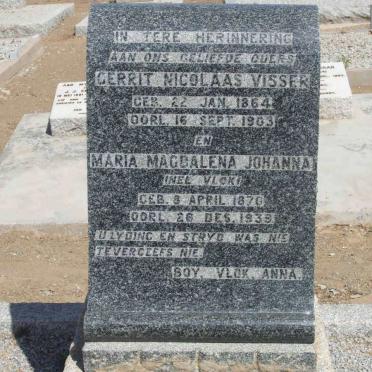 IN TERE HERINNERING
AAN ONS GELIEFDE OUERS
GERRIT NICOLAAS VISSER
GEB. 22 JAN. 1864
OORL. 16 SEPT. 1903
EN
MARIA MAGDALENA JOHANNA
(NEE VLOK)
GEB. 8 APRIL 1870
OORL. 26 DES. 1939
U LYDING EN STRYD WAS NIE
TEVERGEEFS NIE.
BOY, VLOK, ANNA.